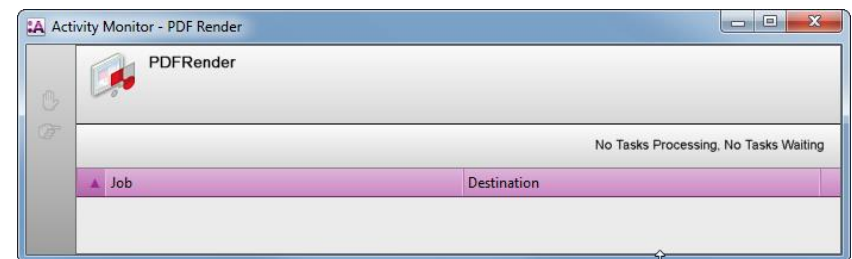 :A Activity Monitor - PDF Render
PDFRender
No Tasks Processing, No Tasks Waiting
Job Destination